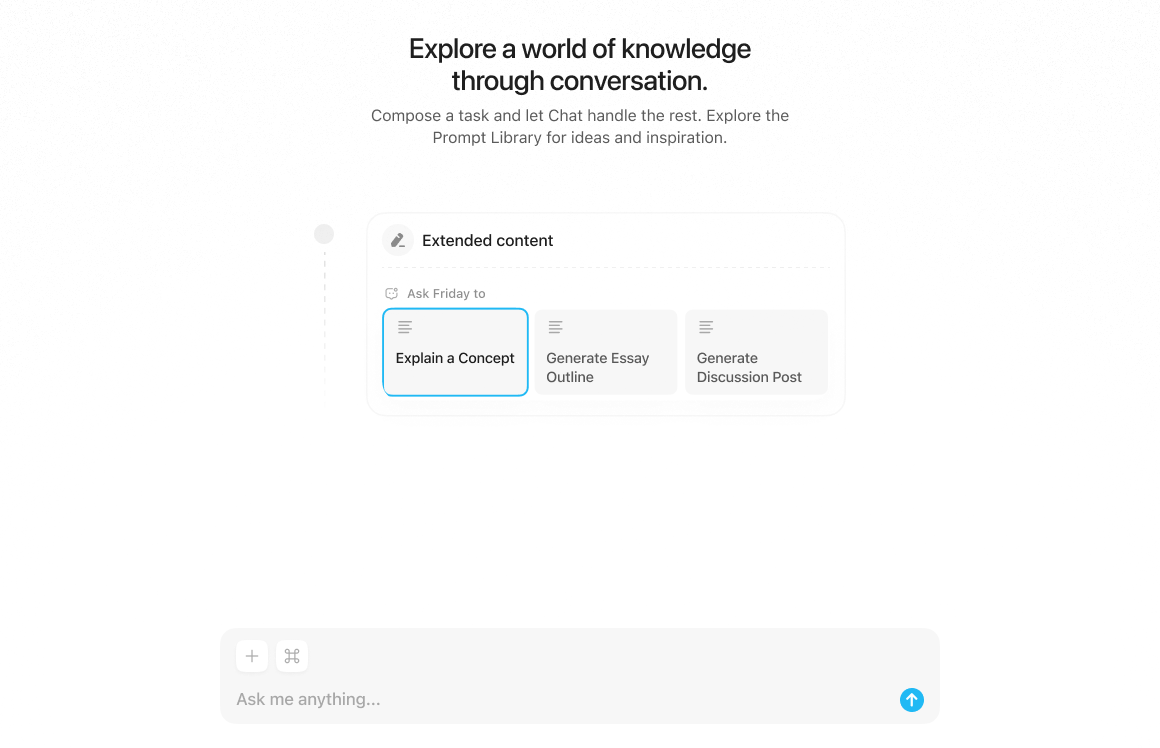 Explore a world of knowledge
through conversation.
Compose a task and let Chat handle the rest. Explore the
Prompt Library for ideas and inspiration.
Extended content
Ask Friday to
Explain a Concept
Generate Essay
Outline
Generate
Discussion Post
Ask me anything...